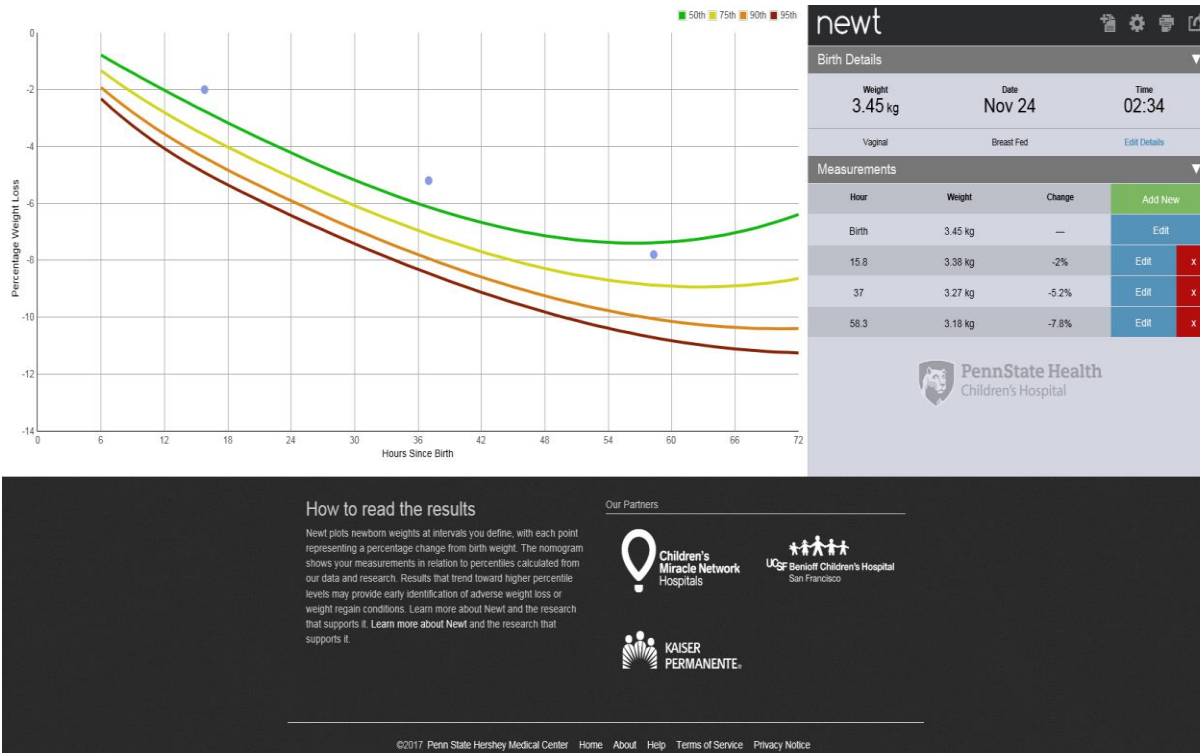 50th 75th 90th 95th
0
-2
-4
-6
-8
-10
-12
-14
Percentage Weight Loss
0 6 12 18 24 30 36 42 48 54 60 66 72
Hours Since Birth
newt
Birth Details
Weight Date Time
3.45 kg Nov 24 02:34
Vaginal Breast Fed Edit Details
Measurements
Hour Weight Change Add New
Birth 3.45 kg — Edit
15.8 3.38 kg -2% Edit x
37 3.27 kg -5.2% Edit x
58.3 3.18 kg -7.8% Edit x
PennState Health
Children's Hospital
How to read the results
Newt plots newborn weights at intervals you define, with each point
representing a percentage change from birth weight. The nomogram
shows your measurements in relation to percentiles calculated from
our data and research. Results that trend toward higher percentile
levels may provide early identification of adverse weight loss or
weight regain conditions. Learn more about Newt and the research
that supports it. Learn more about Newt and the research that
supports it.
Our Partners
Children's
Miracle Network
Hospitals
UCSF Benioff Children's Hospital
San Francisco
KAISER
PERMANENTE®
©2017 Penn State Hershey Medical Center Home About Help Terms of Service Privacy Notice